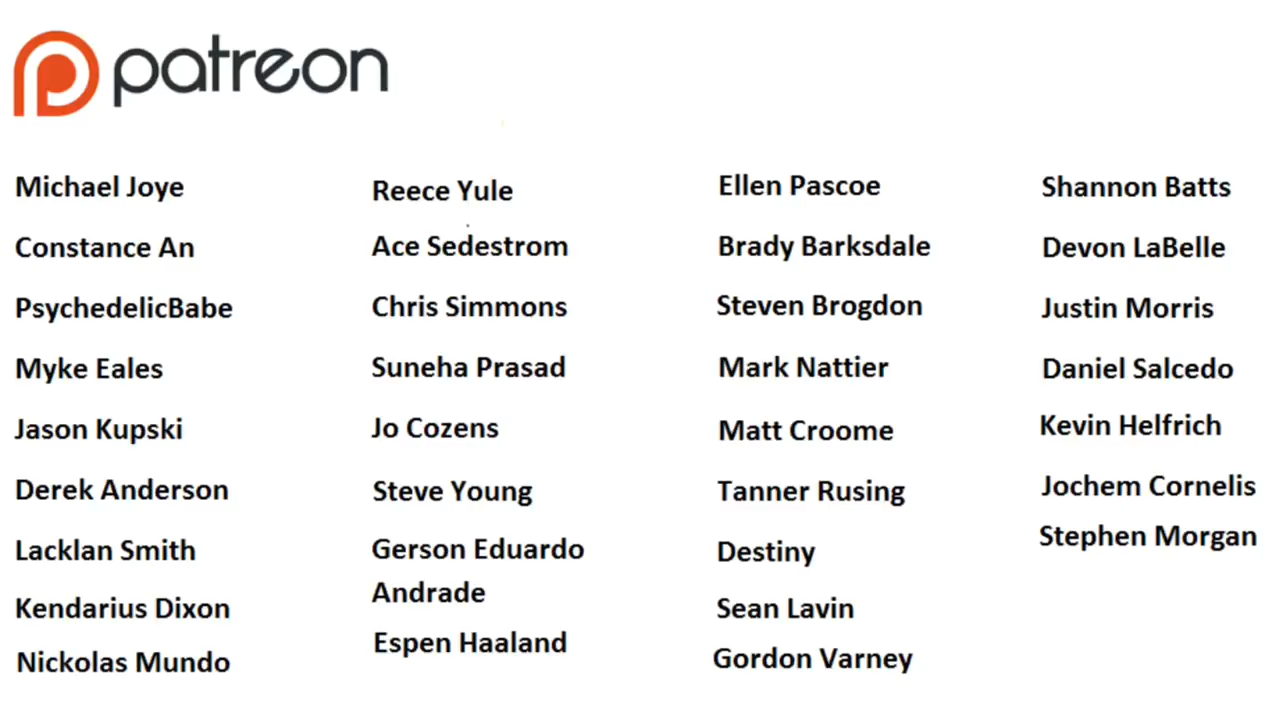 patreon
Michael Joye
Constance An
PsychedelicBabe
Myke Eales
Jason Kupski
Derek Anderson
Lacklan Smith
Kendarius Dixon
Nickolas Mundo
Reece Yule
Ace Sedestrom
Chris Simmons
Suneha Prasad
Jo Cozens
Steve Young
Gerson Eduardo
Andrade
Espen Haaland
Ellen Pascoe
Brady Barksdale
Steven Brogdon
Mark Nattier
Matt Croome
Tanner Rusing
Destiny
Sean Lavin
Gordon Varney
Shannon Batts
Devon LaBelle
Justin Morris
Daniel Salcedo
Kevin Helfrich
Jochem Cornelis
Stephen Morgan